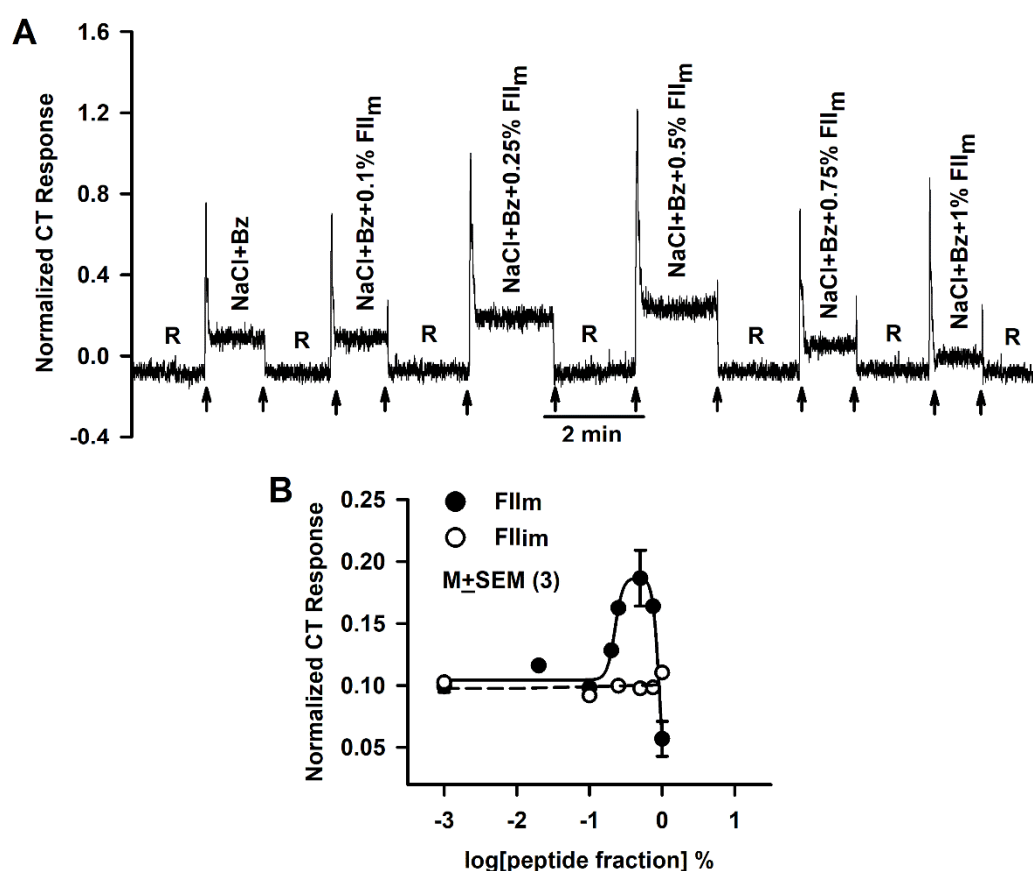 A
1.6
1.2
0.8
0.4
0.0
-0.4
Normalized CT Response
R
NaCl+Bz
R
NaCl+Bz+0.1% FIIm
R
NaCl+Bz+0.25% FIIm
R
NaCl+Bz+0.5% FIIm
R
NaCl+Bz+0.75% FIIm
R
NaCl+Bz+1% FIIm
R
2 min
B
FIIm
FIIim
M±SEM (3)
0.25
0.20
0.15
0.10
0.05
Normalized CT Response
-3 -2 -1 0 1
log[peptide fraction] %